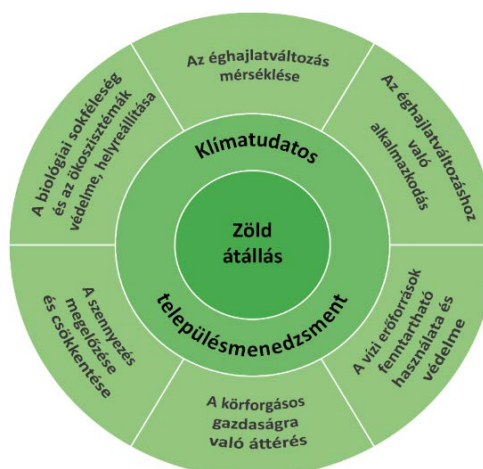 Az éghajlatváltozás
mérséklése
Az éghajlatváltozáshoz
való
alkalmazkodás
A vízi erőforrások
fenntartható
használata és
védelme
A körforgásos
gazdaságra
való áttérés
A szennyezés
megelőzése
és csökkentése
A biológiai sokféleség
és az ökoszisztémák
védelme, helyreállítása
Klímatudatos
településmenedzsment
Zöld
átállás